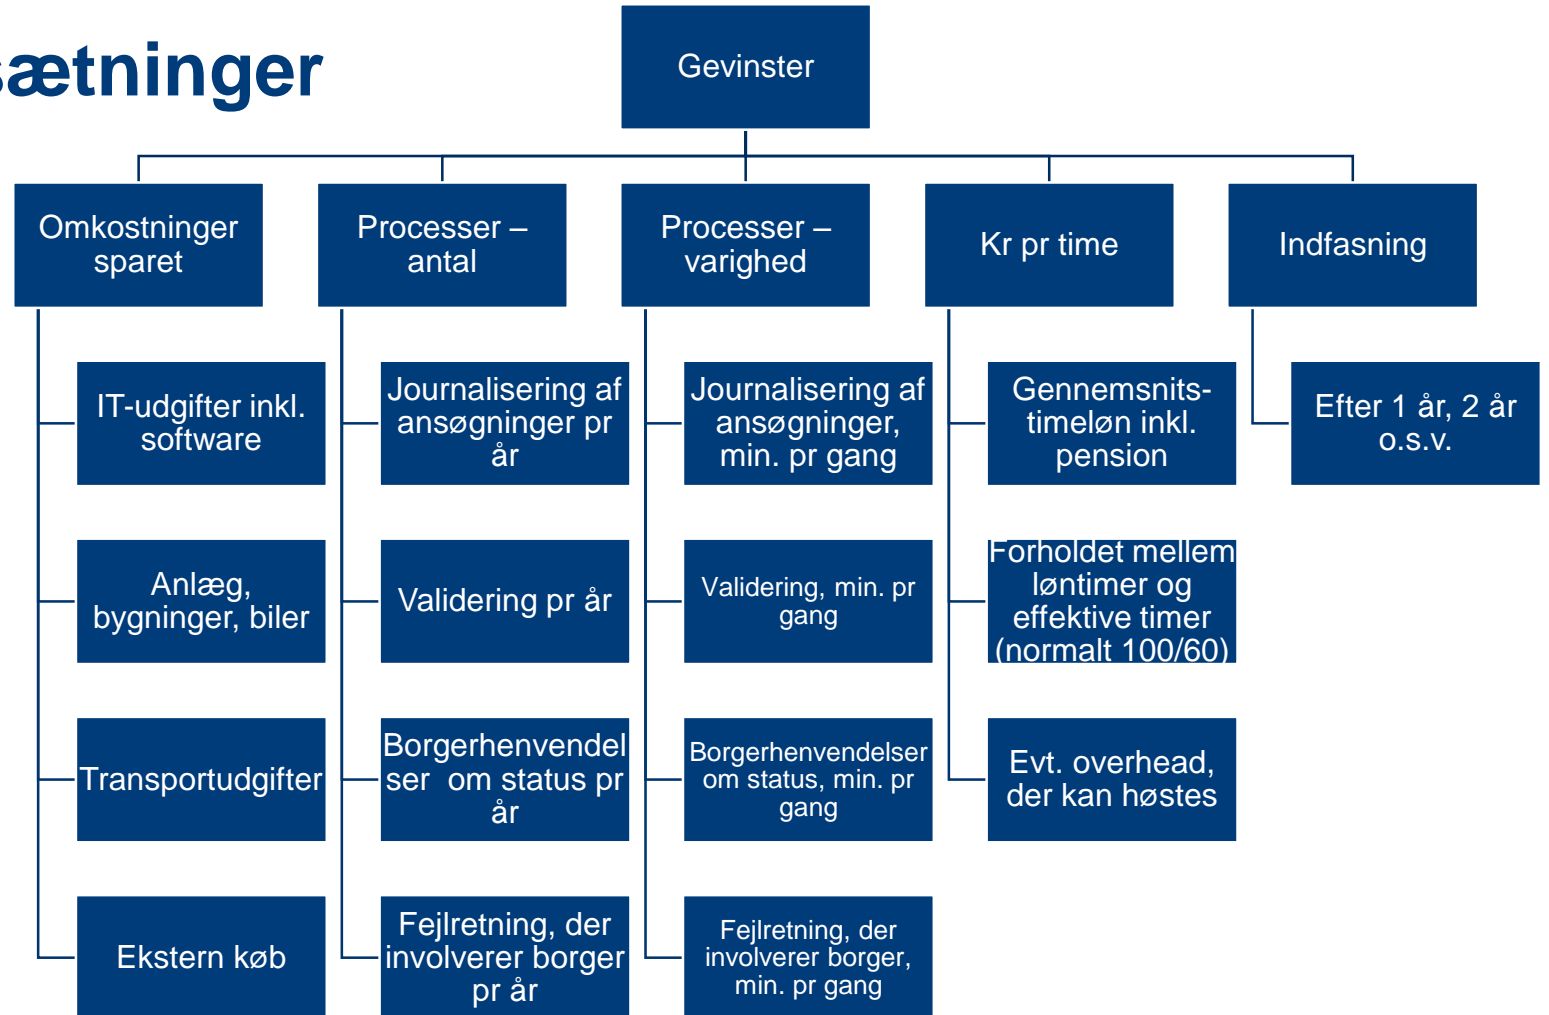 sætninger
Gevinster
Omkostninger
sparet
Processer –
antal
Processer –
varighed
Kr pr time
Indfasning
IT-udgifter inkl.
software
Journalisering af
ansøgninger pr
år
Journalisering af
ansøgninger,
min. pr gang
Gennemsnits-
timeløn inkl.
pension
Efter 1 år, 2 år
o.s.v.
Anlæg,
bygninger, biler
Validering pr år
Validering, min. pr
gang
Forholdet mellem
løntimer og
effektive timer
(normalt 100/60)
Transportudgifter
Borgerhenvendel
ser om status pr
år
Borgerhenvendelser
om status, min. pr
gang
Evt. overhead,
der kan høstes
Ekstern køb
Fejlretning, der
involverer borger
pr år
Fejlretning, der
involverer borger,
min. pr gang